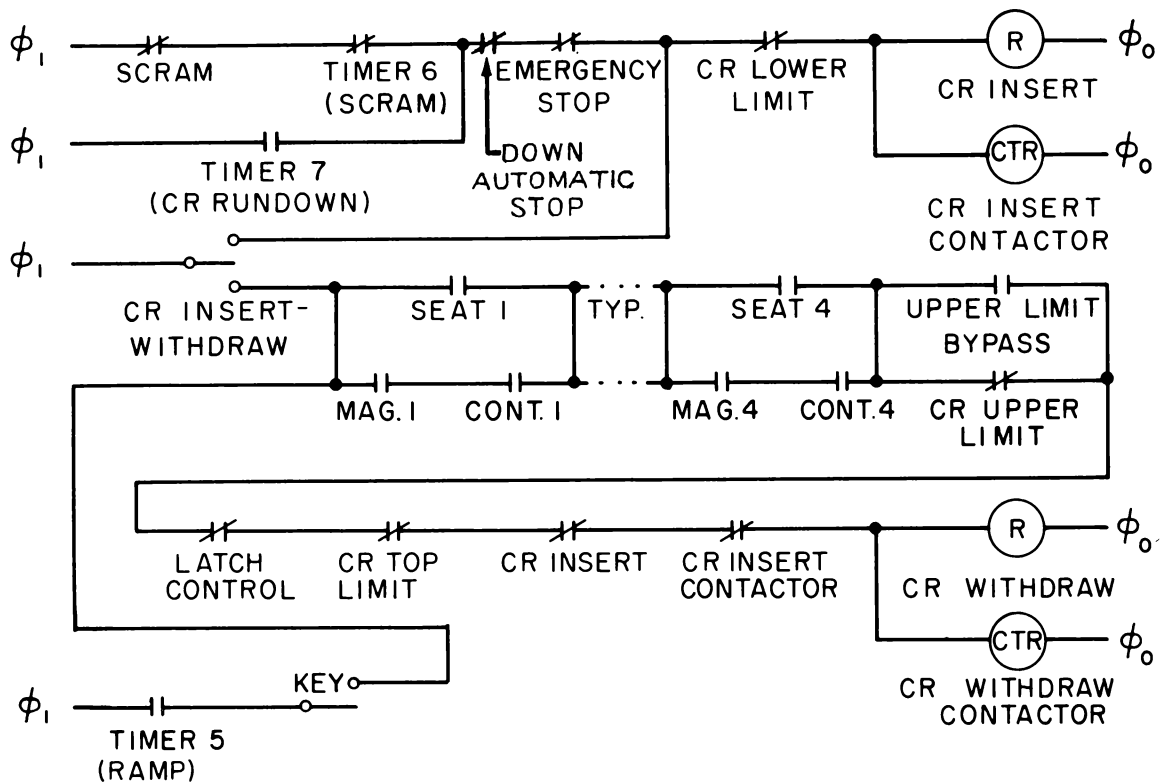 ϕ₁
SCRAM
TIMER 6
(SCRAM)
EMERGENCY
STOP
CR LOWER
LIMIT
R
ϕ₀
CR INSERT
ϕ₁
TIMER 7
(CR RUNDOWN)
DOWN
AUTOMATIC
STOP
CTR
ϕ₀
CR INSERT
CONTACTOR
ϕ₁
CR INSERT-
WITHDRAW
SEAT 1
TYP.
SEAT 4
UPPER LIMIT
BYPASS
MAG. 1
CONT. 1
MAG. 4
CONT. 4
CR UPPER
LIMIT
LATCH
CONTROL
CR TOP
LIMIT
CR INSERT
CR INSERT
CONTACTOR
R
ϕ₀
CR WITHDRAW
CTR
ϕ₀
CR WITHDRAW
CONTACTOR
KEY
ϕ₁
TIMER 5
(RAMP)